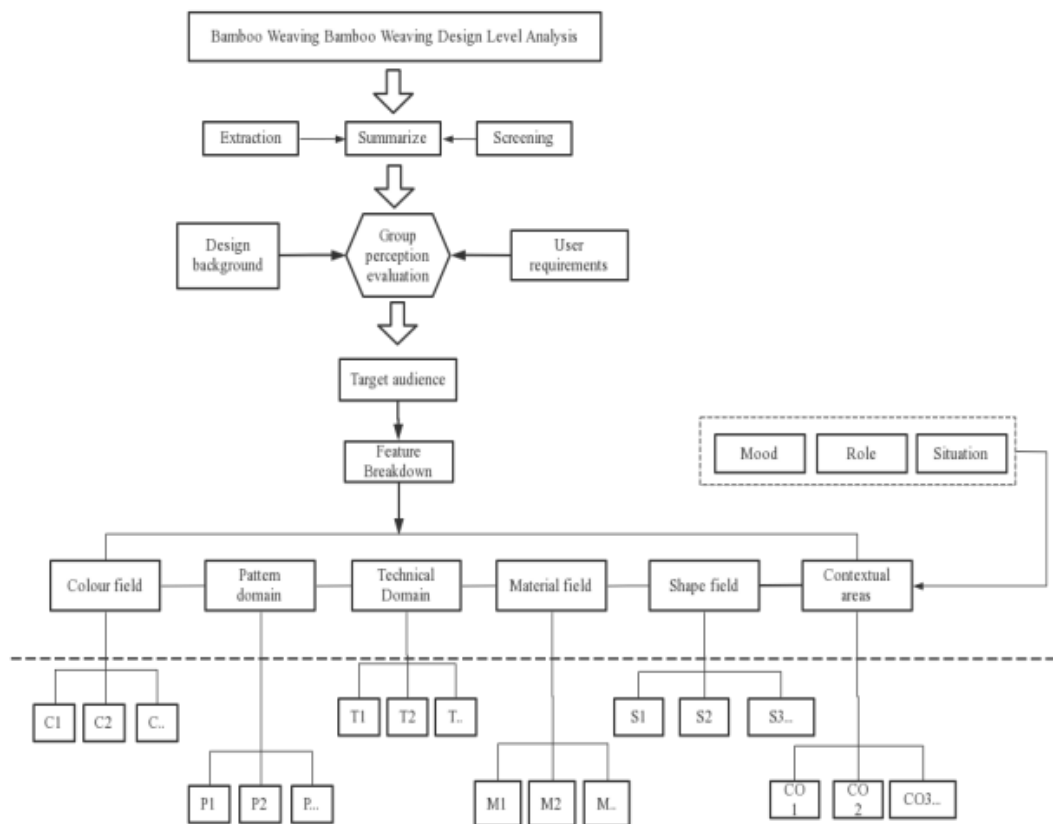 Bamboo Weaving Bamboo Weaving Design Level Analysis
Extraction
Summarize
Screening
Design
background
Group
perception
evaluation
User
requirements
Target audience
Feature
Breakdown
Mood
Role
Situation
Colour field
Pattem
domain
Technical
Domain
Material field
Shape field
Contextual
areas
C1
C2
C..
T1
T2
T..
S1
S2
S3...
P1
P2
P...
M1
M2
M..
CO
1
CO
2
CO3...